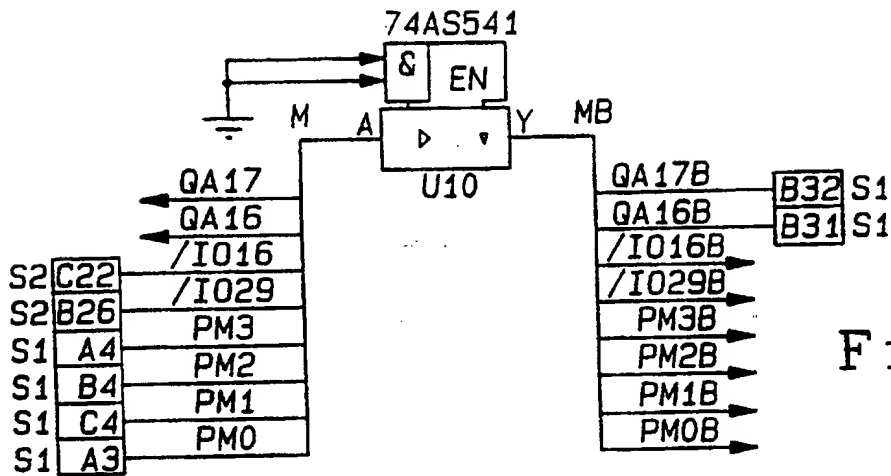 74AS541
&
EN
M
A
Y
MB
U10
QA17
QA16
/IO16
/IO29
PM3
PM2
PM1
PM0
S2 C22
S2 B26
S1 A4
S1 B4
S1 C4
S1 A3
QA17B
B32 S1
QA16B
B31 S1
/IO16B
/IO29B
PM3B
PM2B
PM1B
PM0B
F